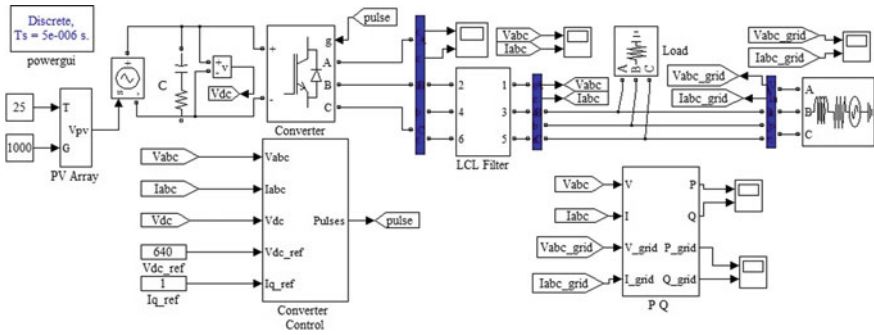 Discrete,
Ts = 5e-006 s.
powergui
25
1000
T
G
Vpv
PV Array
m
+
-
C
+
-
v
Vdc
pulse
g
+
-
A
B
C
Converter
Vabc
Iabc
2
4
6
1
3
5
LCL Filter
Vabc
Iabc
A
B
C
Load
Vabc_grid
Iabc_grid
Vabc_grid
Iabc_grid
A
B
C
Vabc
Iabc
Vdc
640
Vdc_ref
1
Iq_ref
Vabc
Iabc
Vdc
Vdc_ref
Iq_ref
Pulses
pulse
Converter
Control
Vabc
Iabc
Vabc_grid
Iabc_grid
V
I
V_grid
I_grid
P
Q
P_grid
Q_grid
P Q